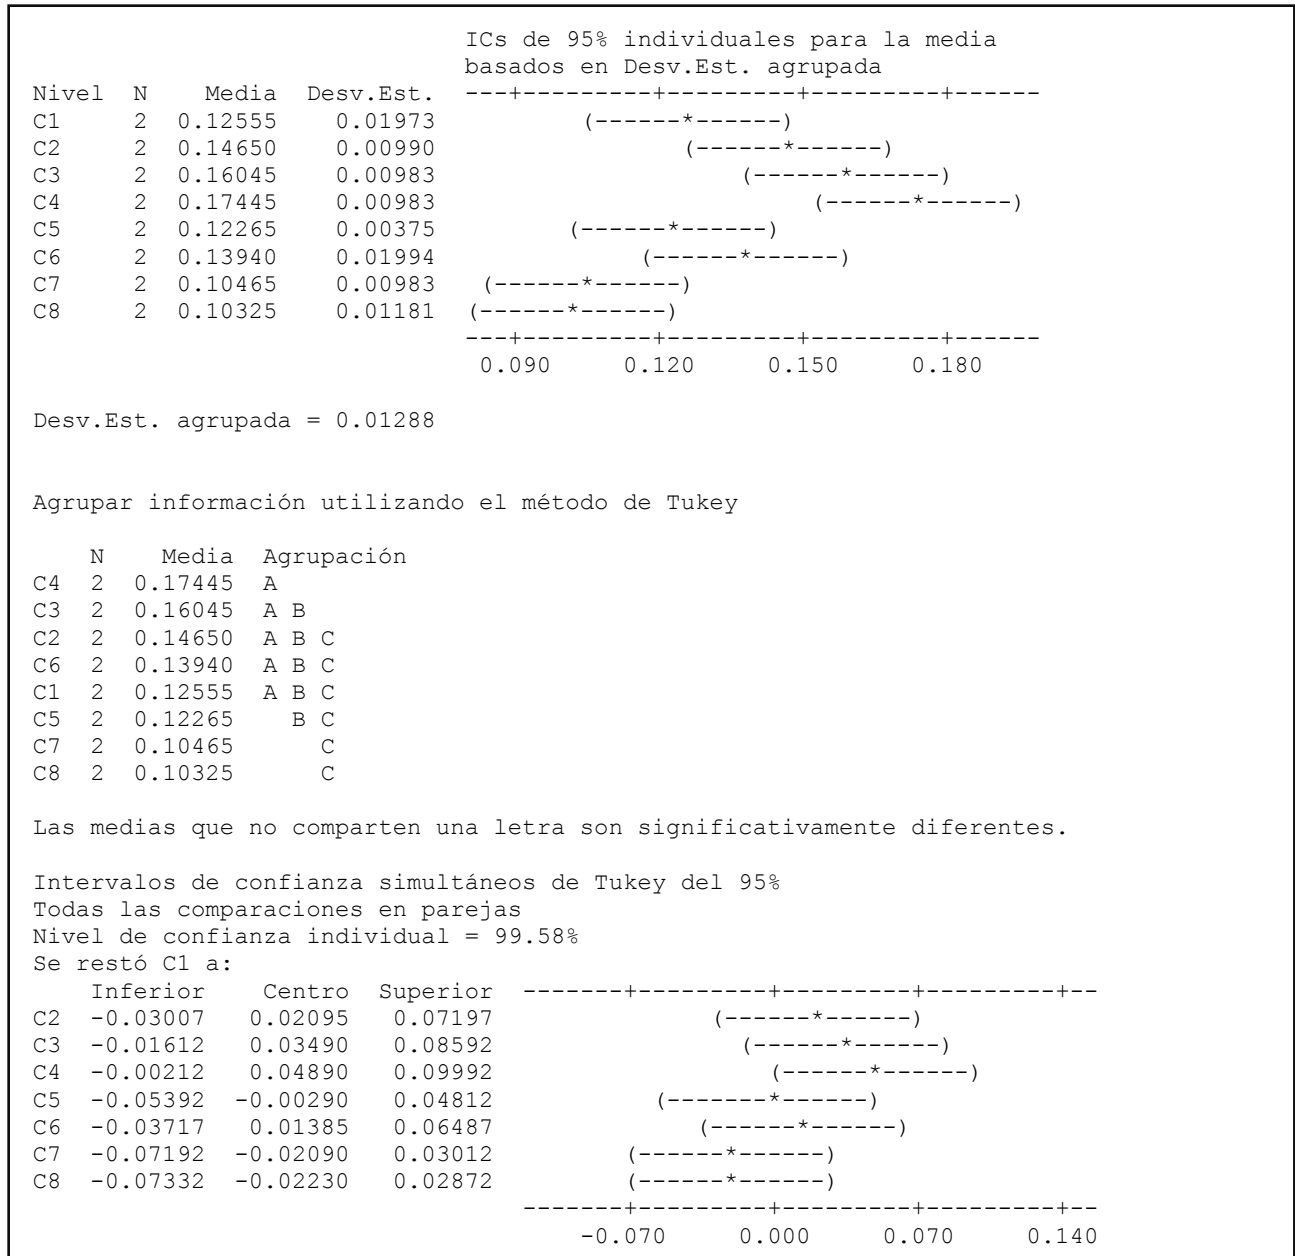 ICs de 95% individuales para la media
                              basados en Desv.Est. agrupada
Nivel  N    Media  Desv.Est.  ---+---------+---------+---------+------
C1     2  0.12555    0.01973          (------*------)
C2     2  0.14650    0.00990                 (------*------)
C3     2  0.16045    0.00983                     (------*------)
C4     2  0.17445    0.00983                          (------*------)
C5     2  0.12265    0.00375         (------*------)
C6     2  0.13940    0.01994              (------*------)
C7     2  0.10465    0.00983   (------*------)
C8     2  0.10325    0.01181  (------*------)
                              ---+---------+---------+---------+------
                               0.090     0.120     0.150     0.180
Desv.Est. agrupada = 0.01288
Agrupar información utilizando el método de Tukey
    N    Media  Agrupación
C4  2  0.17445  A
C3  2  0.16045  A B
C2  2  0.14650  A B C
C6  2  0.13940  A B C
C1  2  0.12555  A B C
C5  2  0.12265    B C
C7  2  0.10465      C
C8  2  0.10325      C
Las medias que no comparten una letra son significativamente diferentes.
Intervalos de confianza simultáneos de Tukey del 95%
Todas las comparaciones en parejas
Nivel de confianza individual = 99.58%
Se restó C1 a:
    Inferior    Centro  Superior  -------+---------+---------+---------+--
C2  -0.03007   0.02095   0.07197               (------*------)
C3  -0.01612   0.03490   0.08592                 (------*------)
C4  -0.00212   0.04890   0.09992                   (------*------)
C5  -0.05392  -0.00290   0.04812           (-------*------)
C6  -0.03717   0.01385   0.06487              (------*------)
C7  -0.07192  -0.02090   0.03012         (------*------)
C8  -0.07332  -0.02230   0.02872         (------*------)
                                  -------+---------+---------+---------+--
                                      -0.070     0.000     0.070     0.140